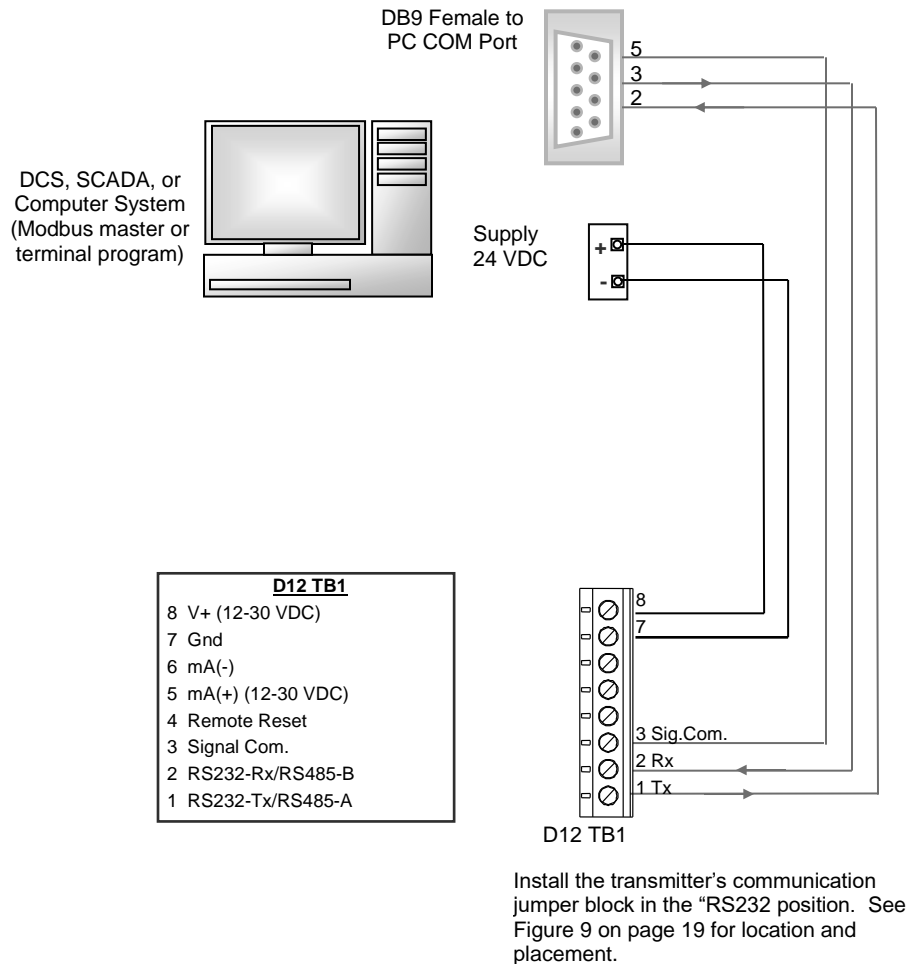 DB9 Female to
PC COM Port
5
3
2
DCS, SCADA, or
Computer System
(Modbus master or
terminal program)
Supply
24 VDC
+
-
D12 TB1
8 V+ (12-30 VDC)
7 Gnd
6 mA(-)
5 mA(+) (12-30 VDC)
4 Remote Reset
3 Signal Com.
2 RS232-Rx/RS485-B
1 RS232-Tx/RS485-A
8
7
3 Sig.Com.
2 Rx
1 Tx
D12 TB1
Install the transmitter’s communication
jumper block in the “RS232 position. See
Figure 9 on page 19 for location and
placement.